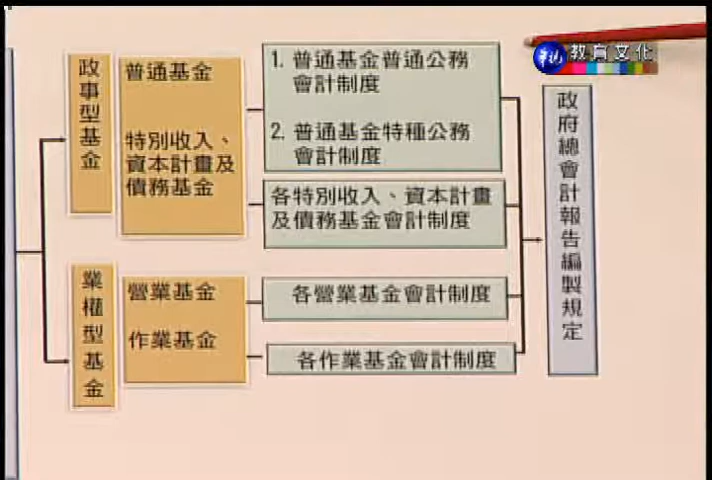 政事型基金
普通基金
特別收入、
資本計畫及
債務基金
1. 普通基金普通公務
會計制度
2. 普通基金特種公務
會計制度
各特別收入、資本計畫
及債務基金會計制度
業權型基金
營業基金
作業基金
各營業基金會計制度
各作業基金會計制度
政府總會計報告編製規定
華視
教育文化